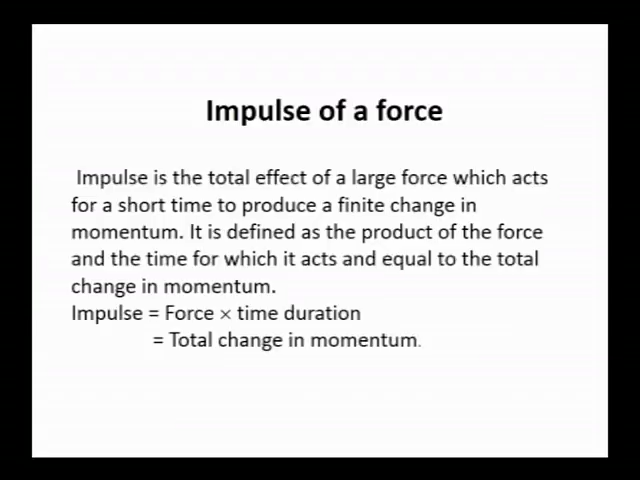 Impulse of a force
Impulse is the total effect of a large force which acts
for a short time to produce a finite change in
momentum. It is defined as the product of the force
and the time for which it acts and equal to the total
change in momentum.
Impulse = Force × time duration
= Total change in momentum.